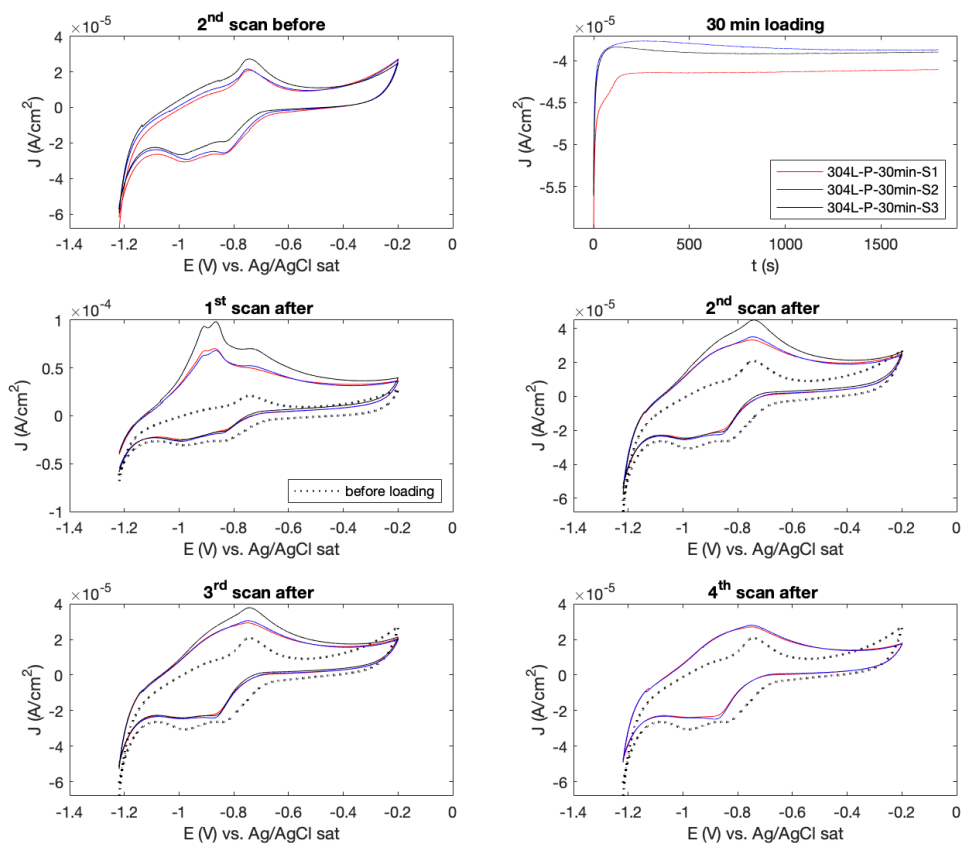 2nd scan before
×10-5
4
2
0
-2
-4
-6
J (A/cm2)
-1.4 -1.2 -1 -0.8 -0.6 -0.4 -0.2 0
E (V) vs. Ag/AgCl sat
30 min loading
×10-5
-4
-4.5
-5
-5.5
J (A/cm2)
304L-P-30min-S1
304L-P-30min-S2
304L-P-30min-S3
0 500 1000 1500
t (s)
1st scan after
×10-4
1
0.5
0
-0.5
-1
J (A/cm2)
before loading
-1.4 -1.2 -1 -0.8 -0.6 -0.4 -0.2 0
E (V) vs. Ag/AgCl sat
2nd scan after
×10-5
4
2
0
-2
-4
-6
J (A/cm2)
-1.4 -1.2 -1 -0.8 -0.6 -0.4 -0.2 0
E (V) vs. Ag/AgCl sat
3rd scan after
×10-5
4
2
0
-2
-4
-6
J (A/cm2)
-1.4 -1.2 -1 -0.8 -0.6 -0.4 -0.2 0
E (V) vs. Ag/AgCl sat
4th scan after
×10-5
4
2
0
-2
-4
-6
J (A/cm2)
-1.4 -1.2 -1 -0.8 -0.6 -0.4 -0.2 0
E (V) vs. Ag/AgCl sat